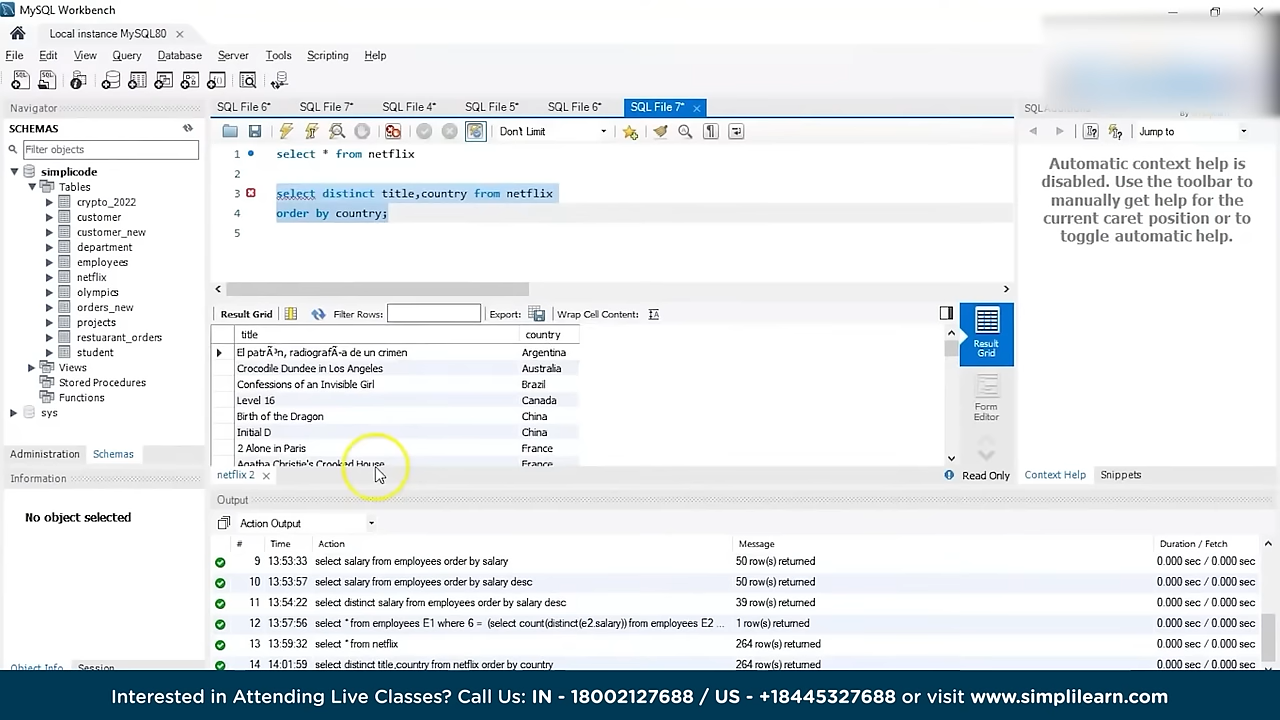 MySQL Workbench
Local instance MySQL80
File Edit View Query Database Server Tools Scripting Help
Navigator
SCHEMAS
Filter objects
simplicode
Tables
crypto_2022
customer
customer_new
department
employees
netflix
olympics
orders_new
projects
restuarant_orders
student
Views
Stored Procedures
Functions
sys
Administration Schemas
Information
No object selected
Object Info Session
SQL File 6* SQL File 7* SQL File 4* SQL File 5* SQL File 6* SQL File 7*
Don't Limit
1 select * from netflix
2
3 select distinct title,country from netflix
4 order by country;
5
Result Grid Filter Rows: Export: Wrap Cell Content:
title country
El patrÃ³n, radiografÃ-a de un crimen Argentina
Crocodile Dundee in Los Angeles Australia
Confessions of an Invisible Girl Brazil
Level 16 Canada
Birth of the Dragon China
Initial D China
2 Alone in Paris France
Agatha Christie's Crooked House France
Result
Grid
Form
Editor
netflix 2
Read Only
Jump to
Automatic context help is
disabled. Use the toolbar to
manually get help for the
current caret position or to
toggle automatic help.
Context Help Snippets
Output
Action Output
# Time Action Message Duration / Fetch
9 13:53:33 select salary from employees order by salary 50 row(s) returned 0.000 sec / 0.000 sec
10 13:53:57 select salary from employees order by salary desc 50 row(s) returned 0.000 sec / 0.000 sec
11 13:54:22 select distinct salary from employees order by salary desc 39 row(s) returned 0.000 sec / 0.000 sec
12 13:57:56 select * from employees E1 where 6 = (select count(distinct(e2.salary)) from employees E2 ... 1 row(s) returned 0.000 sec / 0.000 sec
13 13:59:32 select * from netflix 264 row(s) returned 0.000 sec / 0.000 sec
14 14:01:59 select distinct title,country from netflix order by country 264 row(s) returned 0.000 sec / 0.000 sec
Interested in Attending Live Classes? Call Us: IN - 18002127688 / US - +18445327688 or visit www.simplilearn.com